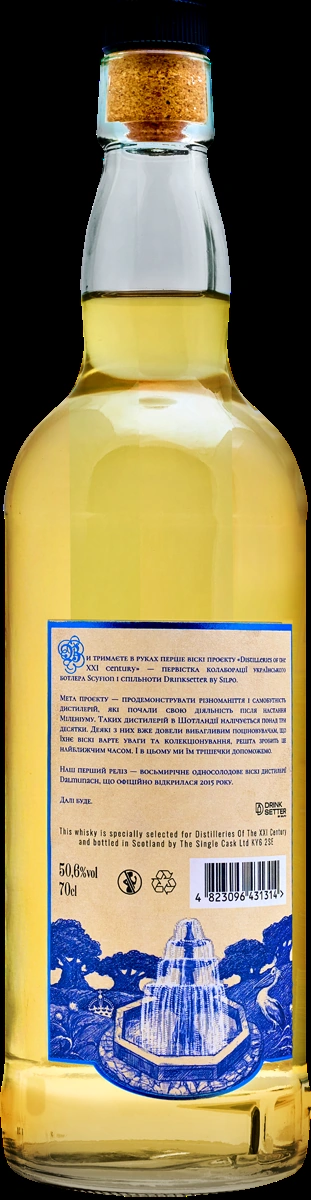 Ви тримаєте в руках перше віскі проєкту «Distilleries of the
XXI century» — первістка колаборації українського
ботлера Scyfion і спільноти Drinksetter by Silpo.
Мета проєкту — продемонструвати різноманіття і самобутність
дистилерій, які почали свою діяльність після настання
міленіуму. Таких дистилерій в Шотландії налічується понад три
десятки. Деякі з них вже довели вибагливим поціновувачам, що
їхнє віскі варте уваги та колекціонування, решта зробить це
найближчим часом. І в цьому ми їм трішечки допоможемо.
Наш перший реліз — восьмирічне односолодове віскі дистилерії
Dalmunach, що офіційно відкрилася 2015 року.
Далі буде.
DRINK
SETTER
This whisky is specially selected for Distilleries Of The XXI Century
and bottled in Scotland by The Single Cask Ltd KY6 2SE
50,6%vol
70cl
4 823096 431314 >